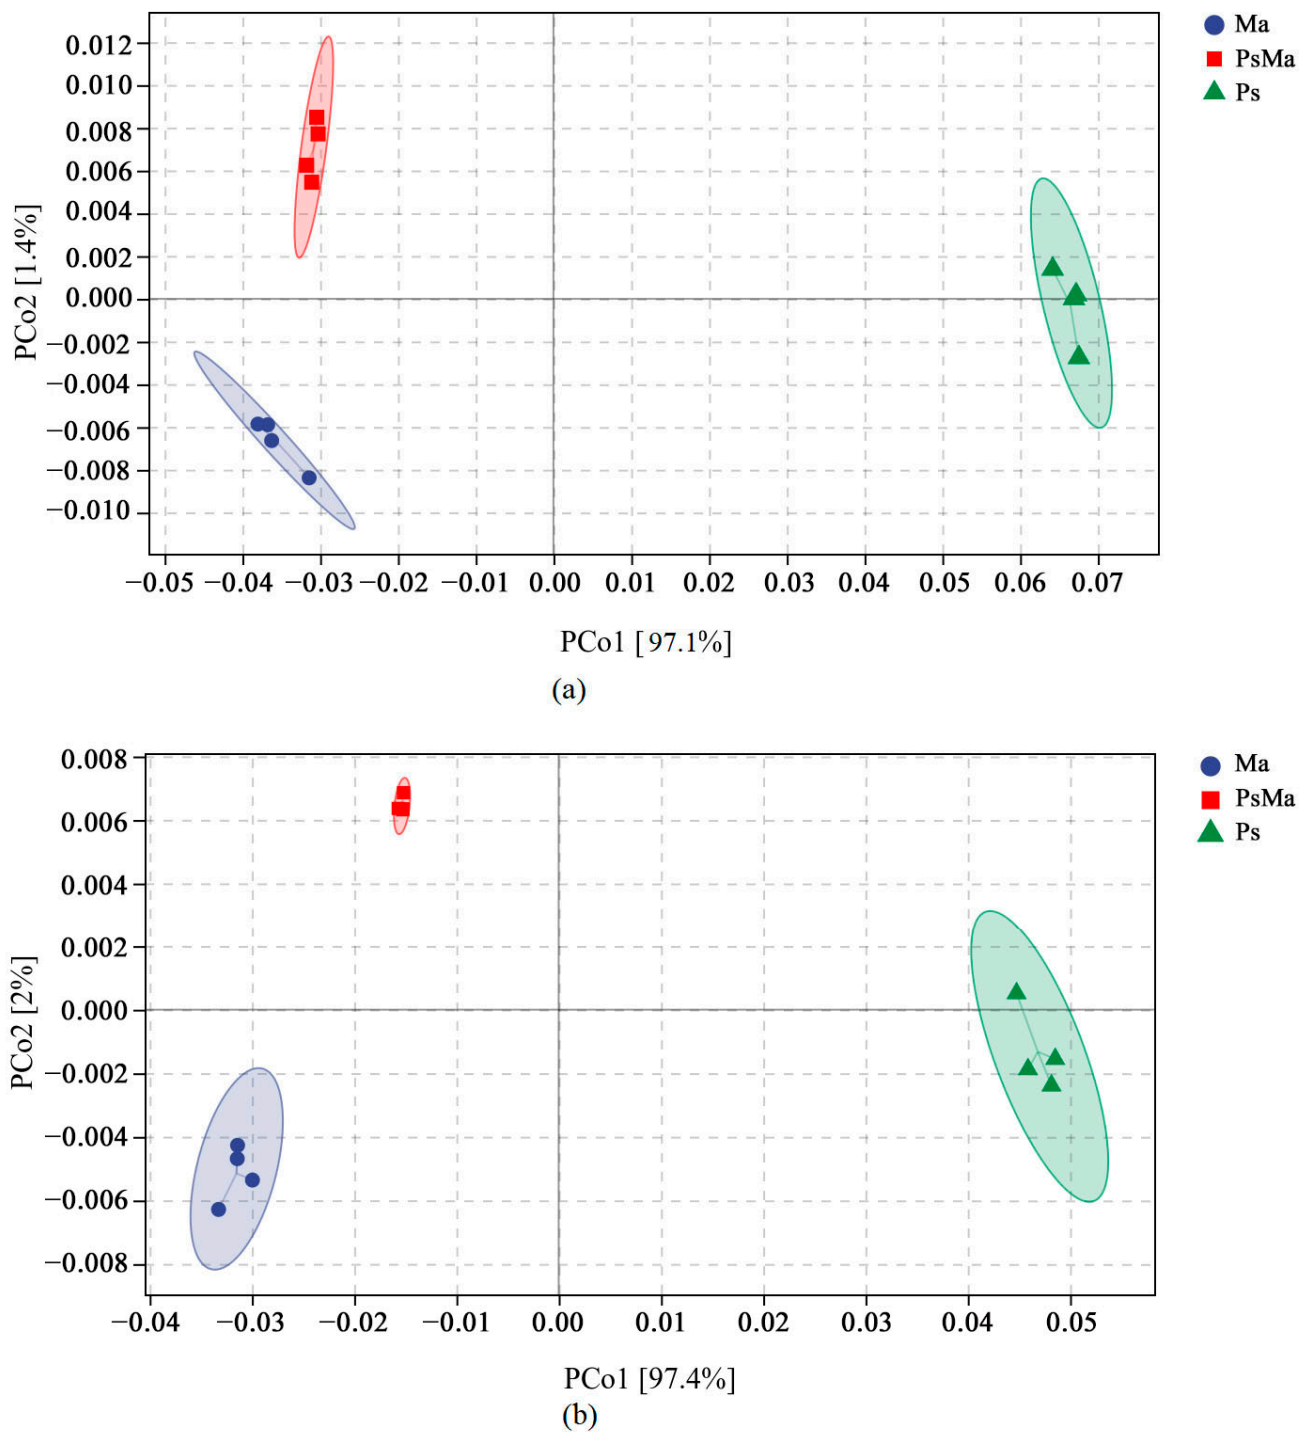 Ma
PsMa
Ps
0.012
0.010
0.008
0.006
0.004
0.002
0.000
−0.002
−0.004
−0.006
−0.008
−0.010
PCo2 [1.4%]
−0.05 −0.04 −0.03 −0.02 −0.01 0.00 0.01 0.02 0.03 0.04 0.05 0.06 0.07
PCo1 [97.1%]
(a)
Ma
PsMa
Ps
0.008
0.006
0.004
0.002
0.000
−0.002
−0.004
−0.006
−0.008
PCo2 [2%]
−0.04 −0.03 −0.02 −0.01 0.00 0.01 0.02 0.03 0.04 0.05
PCo1 [97.4%]
(b)